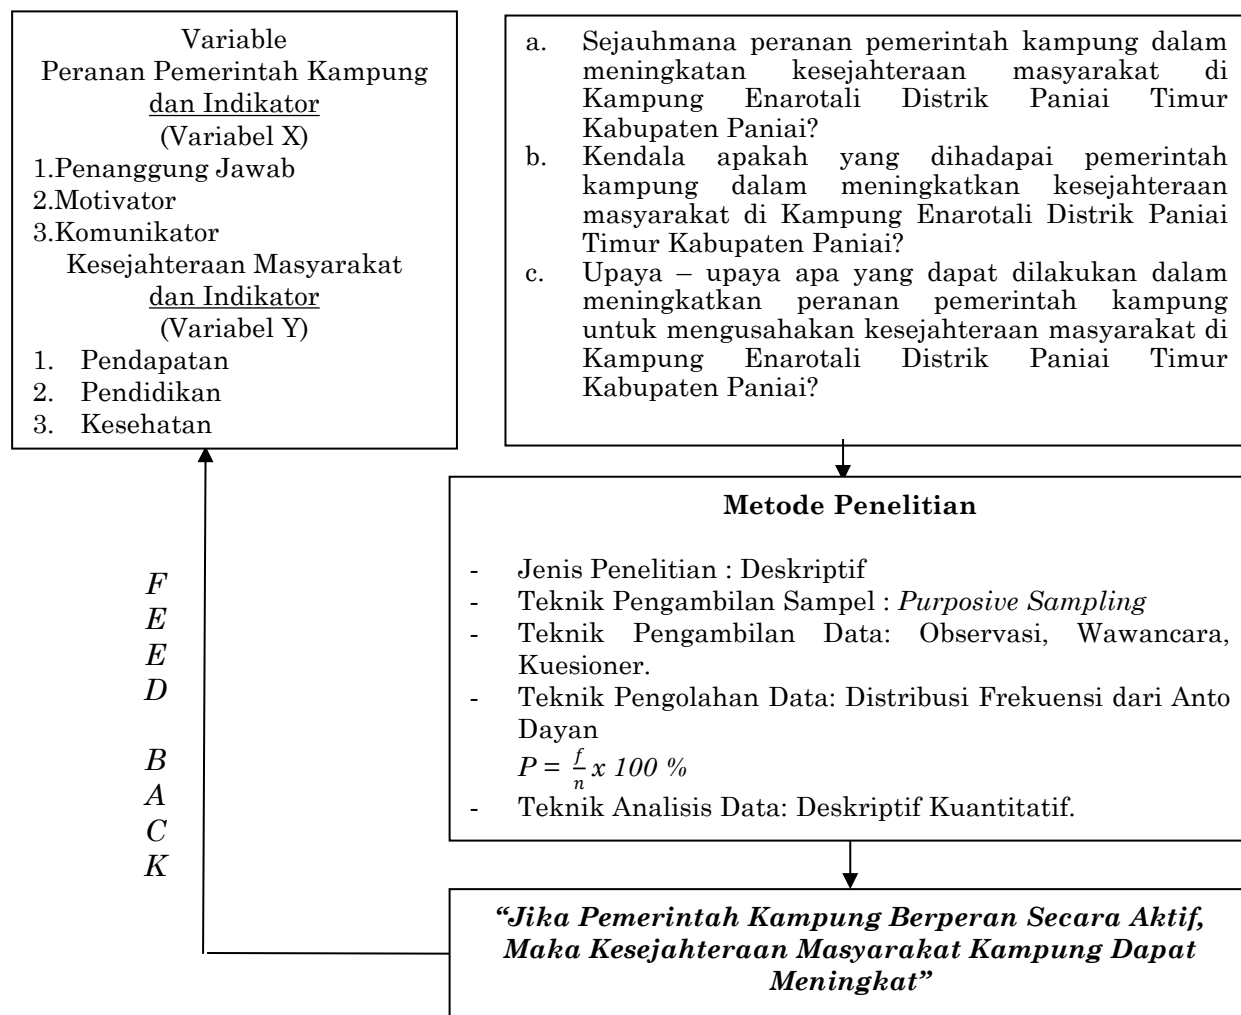 Variable
Peranan Pemerintah Kampung
dan Indikator
(Variabel X)
1.Penanggung Jawab
2.Motivator
3.Komunikator
Kesejahteraan Masyarakat
dan Indikator
(Variabel Y)
1. Pendapatan
2. Pendidikan
3. Kesehatan
a. Sejauhmana peranan pemerintah kampung dalam
meningkatan kesejahteraan masyarakat di
Kampung Enarotali Distrik Paniai Timur
Kabupaten Paniai?
b. Kendala apakah yang dihadapai pemerintah
kampung dalam meningkatkan kesejahteraan
masyarakat di Kampung Enarotali Distrik Paniai
Timur Kabupaten Paniai?
c. Upaya – upaya apa yang dapat dilakukan dalam
meningkatkan peranan pemerintah kampung
untuk mengusahakan kesejahteraan masyarakat di
Kampung Enarotali Distrik Paniai Timur
Kabupaten Paniai?
Metode Penelitian
- Jenis Penelitian : Deskriptif
- Teknik Pengambilan Sampel : Purposive Sampling
- Teknik Pengambilan Data: Observasi, Wawancara,
Kuesioner.
- Teknik Pengolahan Data: Distribusi Frekuensi dari Anto
Dayan
P = f/n x 100 %
- Teknik Analisis Data: Deskriptif Kuantitatif.
F
E
E
D
B
A
C
K
“Jika Pemerintah Kampung Berperan Secara Aktif,
Maka Kesejahteraan Masyarakat Kampung Dapat
Meningkat”